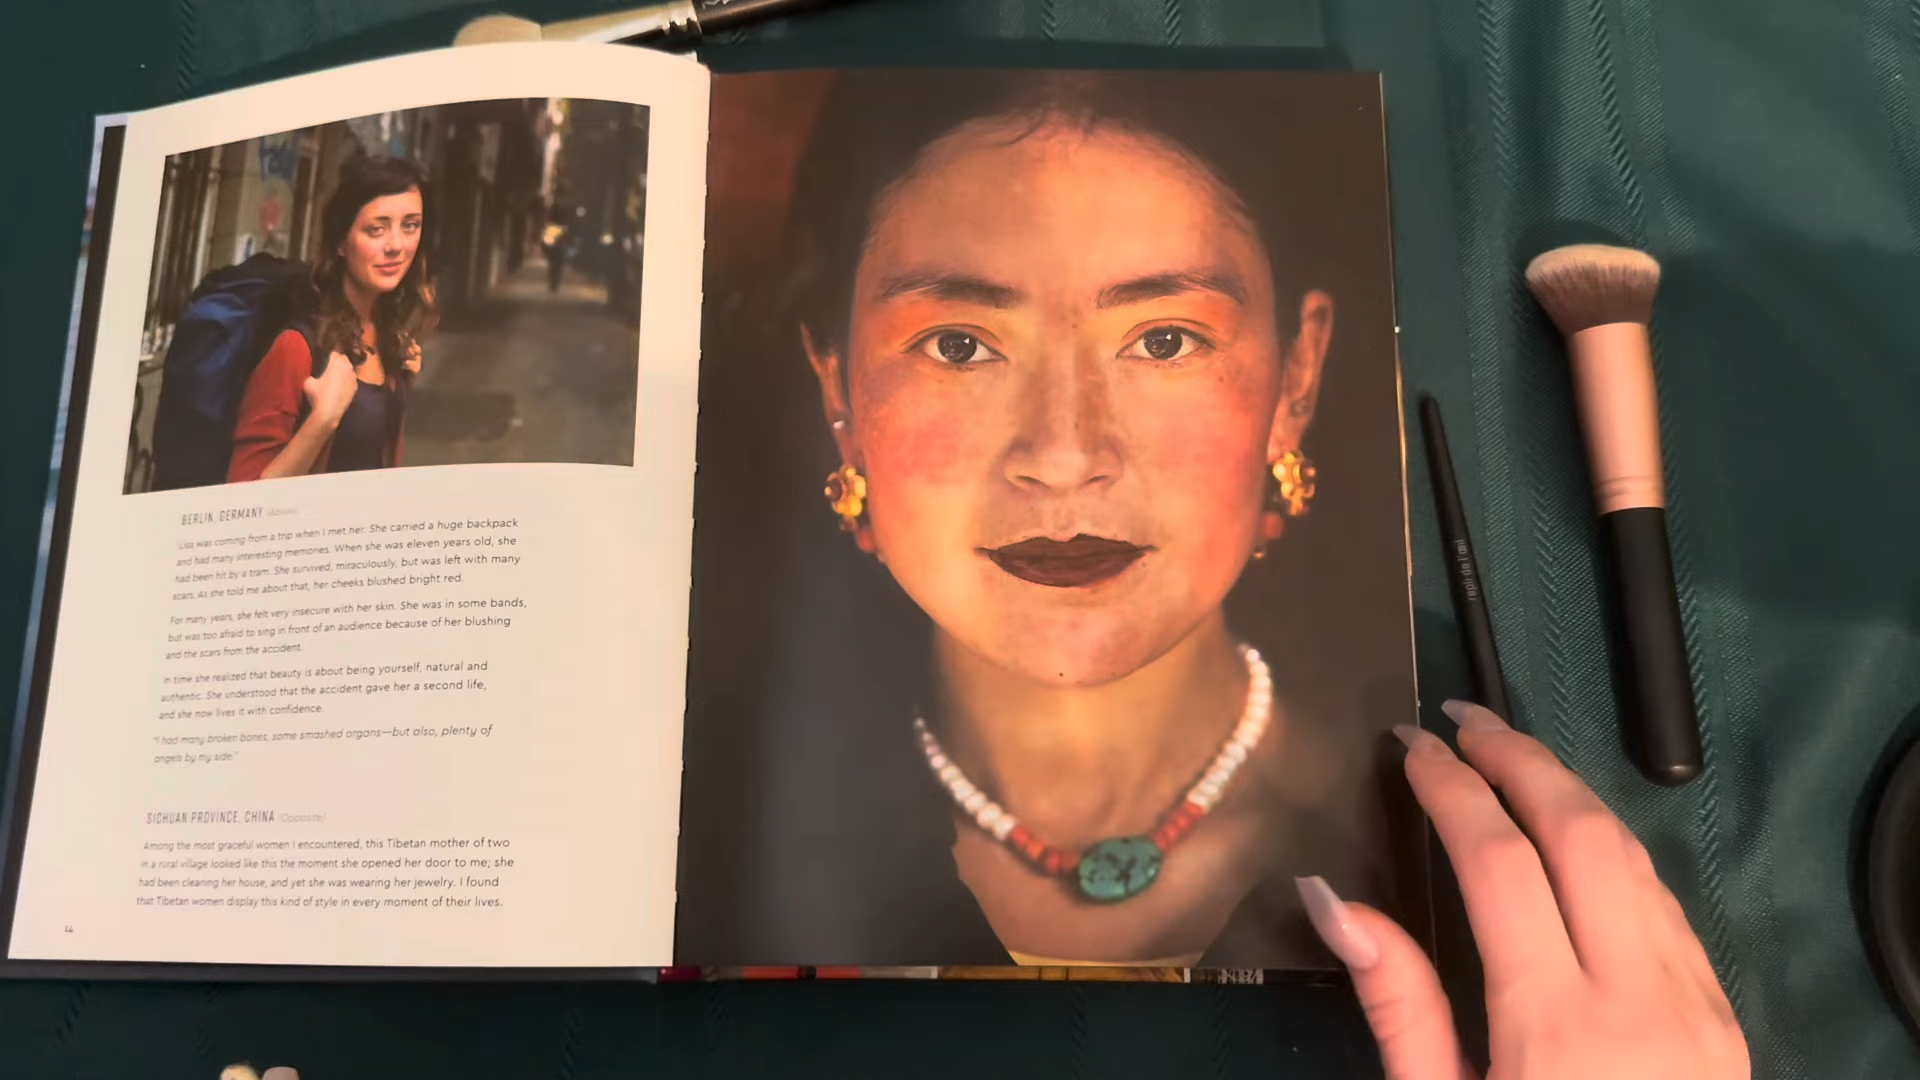 BERLIN, GERMANY (Above)
Lisa was coming from a trip when I met her. She carried a huge backpack
and had many interesting memories. When she was eleven years old, she
had been hit by a tram. She survived, miraculously, but was left with many
scars. As she told me about that, her cheeks blushed bright red.
For many years, she felt very insecure with her skin. She was in some bands,
but was too afraid to sing in front of an audience because of her blushing
and the scars from the accident.
In time she realized that beauty is about being yourself, natural and
authentic. She understood that the accident gave her a second life,
and she now lives it with confidence.
"I had many broken bones, some smashed organs—but also, plenty of
angels by my side."
SICHUAN PROVINCE, CHINA (Opposite)
Among the most graceful women I encountered, this Tibetan mother of two
in a rural village looked like this the moment she opened her door to me; she
had been cleaning her house, and yet she was wearing her jewelry. I found
that Tibetan women display this kind of style in every moment of their lives.
repli de l'œil